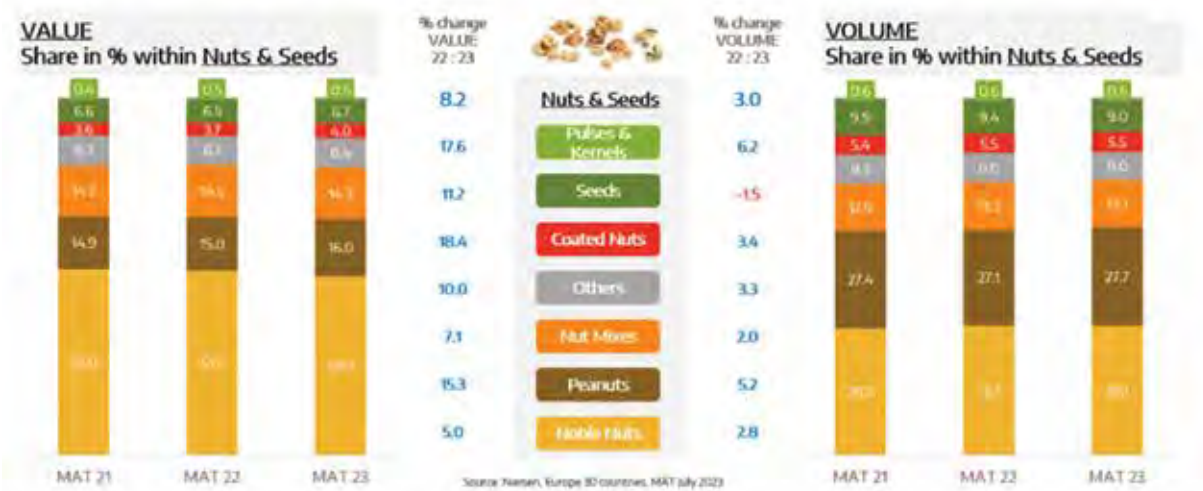 VALUE
Share in % within Nuts & Seeds
% change
VALUE
22 : 23
% change
VOLUME
22 : 23
VOLUME
Share in % within Nuts & Seeds
0.4
6.6
14.9
MAT 21
0.5
6.5
3.7
15.0
MAT 22
6.7
4.0
16.0
MAT 23
8.2
Nuts & Seeds
3.0
17.6
Pulses &
Kernels
6.2
11.2
Seeds
-1.5
18.4
Coated Nuts
3.4
10.0
Others
3.3
7.1
Nut Mixes
2.0
15.3
Peanuts
5.2
5.0
Noble Nuts
2.8
0.6
9.5
5.4
27.4
MAT 21
0.6
9.4
5.5
27.1
MAT 22
0.6
9.0
5.5
27.7
MAT 23
Source: Nielsen, Europe countries, MAT July 2023